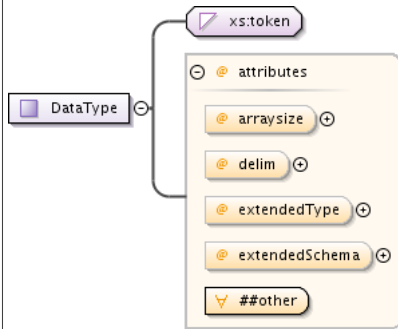 xs:token
@ attributes
DataType
@ arraysize
@ delim
@ extendedType
@ extendedSchema
∀ ##other